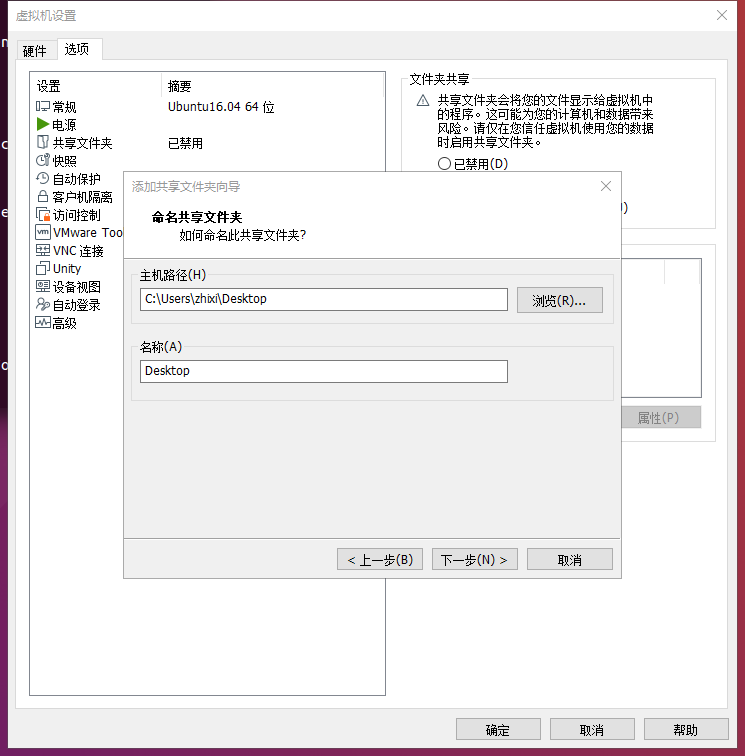 虚拟机设置
硬件
选项
设置
摘要
常规
Ubuntu16.04 64 位
电源
共享文件夹
已禁用
快照
自动保护
客户机隔离
访问控制
VMware Too
VNC 连接
Unity
设备视图
自动登录
高级
文件夹共享
共享文件夹会将您的文件显示给虚拟机中
的程序。这可能为您的计算机和数据带来
风险。请仅在您信任虚拟机使用您的数据
时启用共享文件夹。
已禁用(D)
添加共享文件夹向导
命名共享文件夹
如何命名此共享文件夹?
主机路径(H)
C:\Users\zhixi\Desktop
浏览(R)...
名称(A)
Desktop
属性(P)
< 上一步(B)
下一步(N) >
取消
确定
取消
帮助